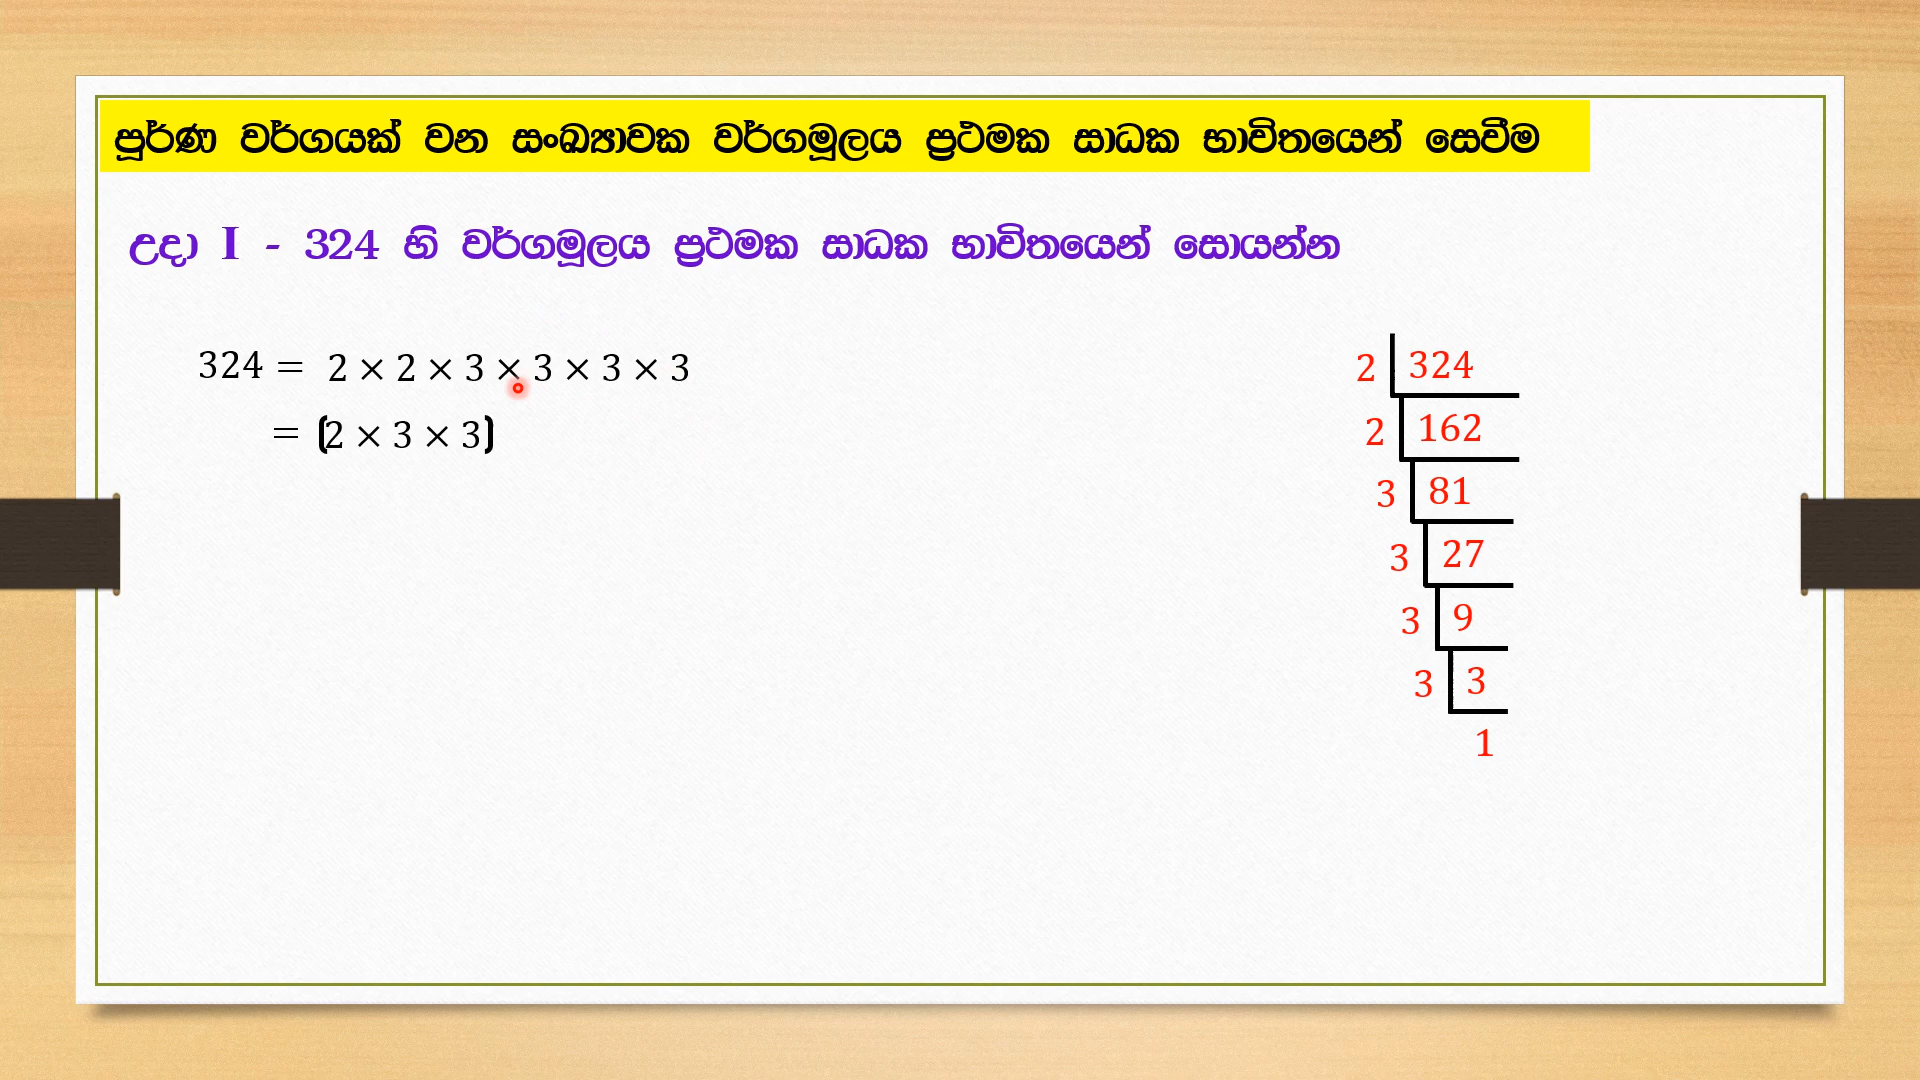 පූර්ණ වර්ගයක් වන සංඛ්‍යාවක වර්ගමූලය ප්‍රථමක සාධක භාවිතයෙන් සෙවීම
උදා I - 324 හි වර්ගමූලය ප්‍රථමක සාධක භාවිතයෙන් සොයන්න
324 = 2 × 2 × 3 × 3 × 3 × 3
= (2 × 3 × 3)
2 324
2 162
3 81
3 27
3 9
3 3
1